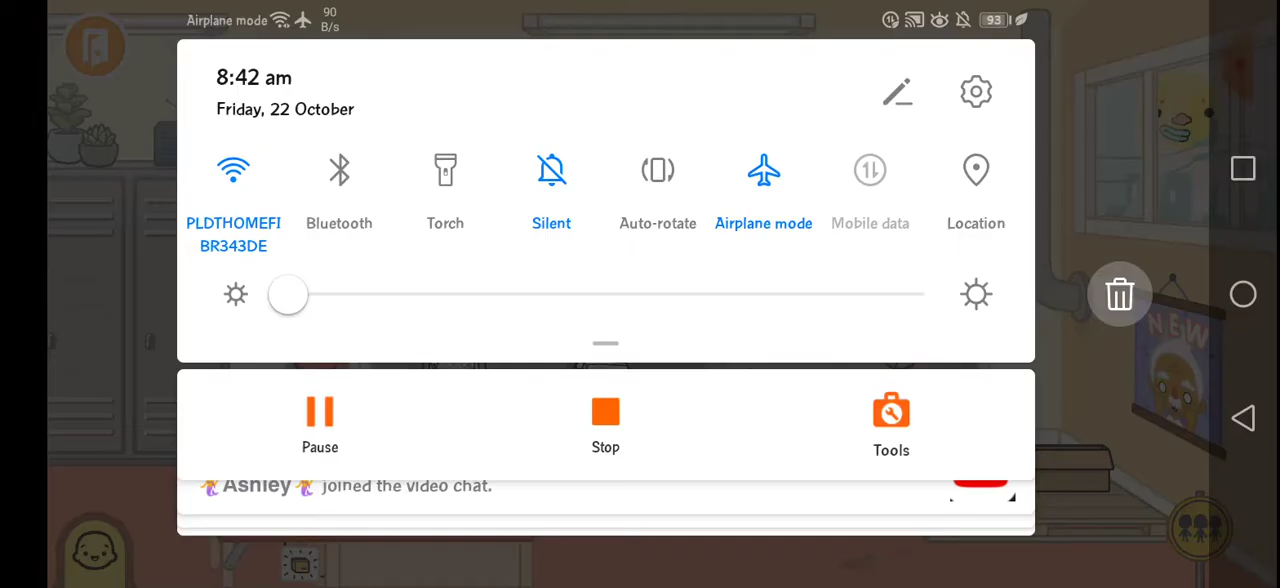 Airplane mode
90
B/s
93
8:42 am
Friday, 22 October
PLDTHOMEFI
BR343DE
Bluetooth
Torch
Silent
Auto-rotate
Airplane mode
Mobile data
Location
NEW
Pause
Stop
Tools
🧜‍♀️Ashley🧜‍♀️ joined the video chat.